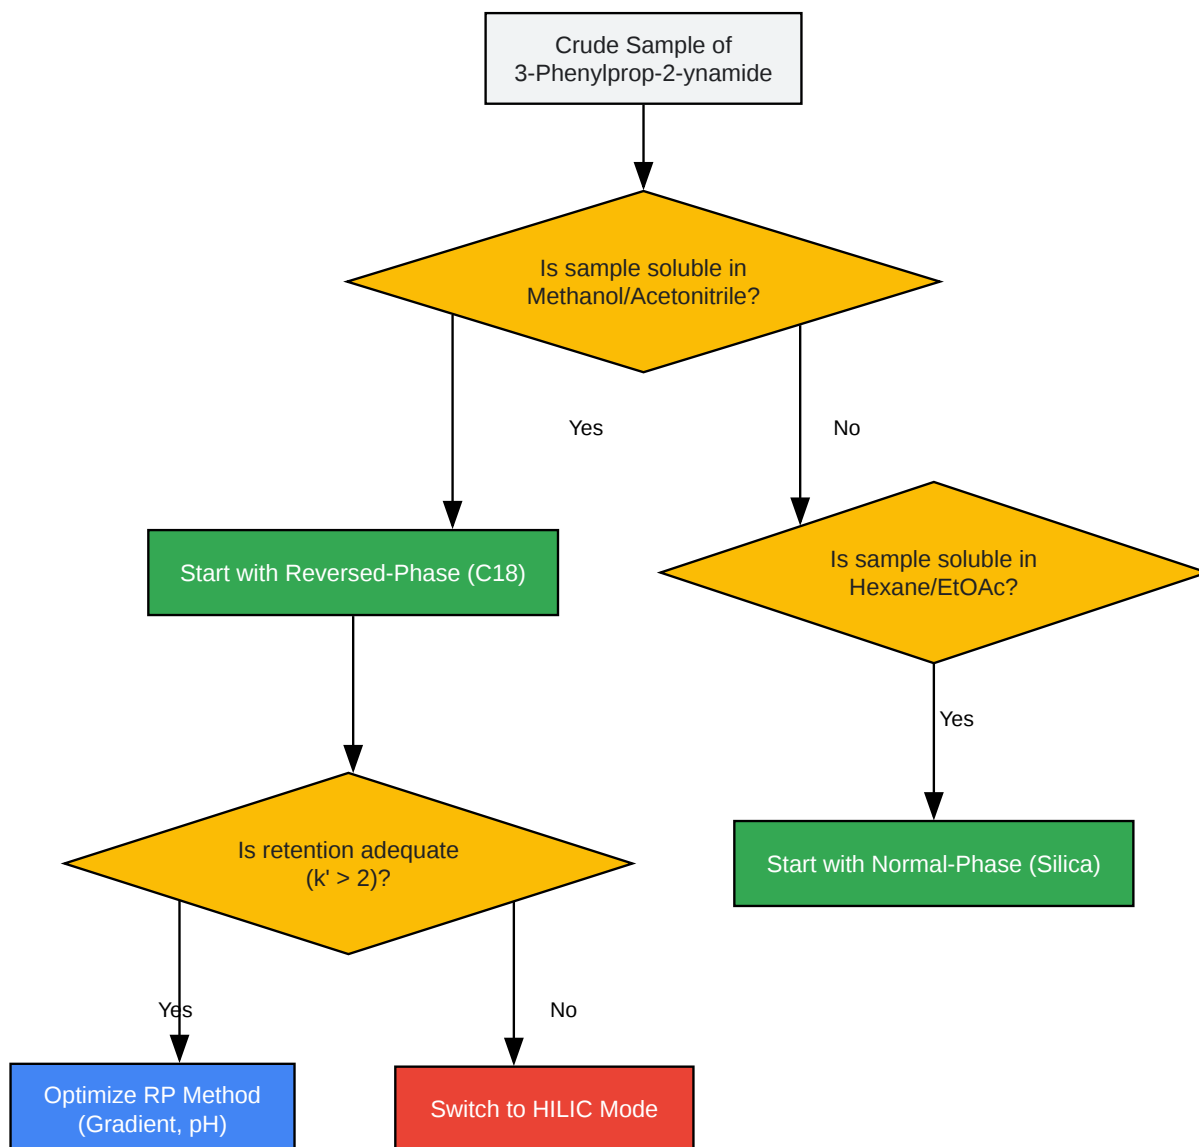 Crude Sample of
3-Phenylprop-2-ynamide
Is sample soluble in
Methanol/Acetonitrile?
Yes
No
Start with Reversed-Phase (C18)
Is sample soluble in
Hexane/EtOAc?
Yes
Is retention adequate
(k' > 2)?
Start with Normal-Phase (Silica)
Yes
No
Optimize RP Method
(Gradient, pH)
Switch to HILIC Mode